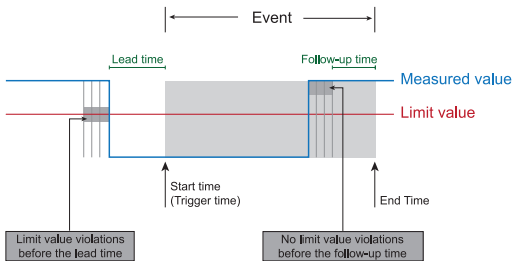 Event
Lead time
Follow-up time
Measured value
Limit value
Start time
(Trigger time)
End Time
Limit value violations
before the lead time
No limit value violations
before the follow-up time